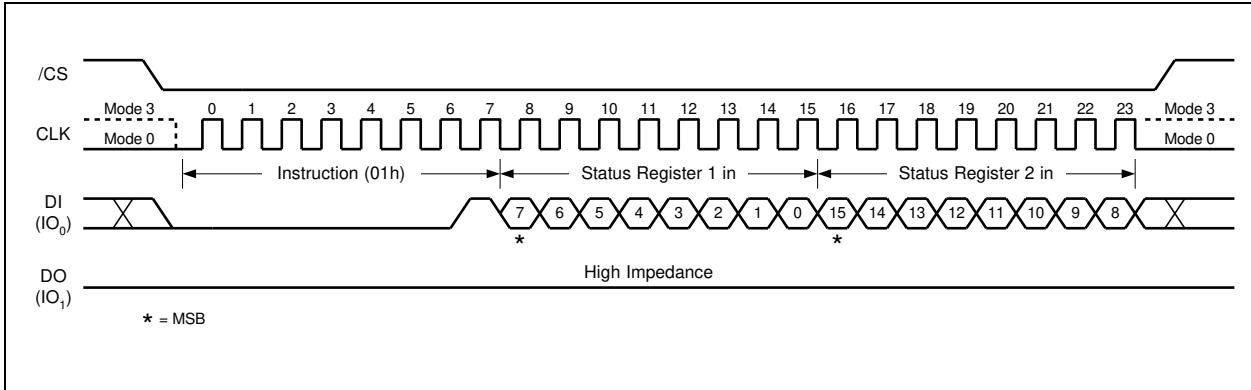 /CS
Mode 3 0 1 2 3 4 5 6 7 8 9 10 11 12 13 14 15 16 17 18 19 20 21 22 23 Mode 3
CLK
Mode 0 Mode 0
Instruction (01h) Status Register 1 in Status Register 2 in
DI
(IO0)
7 6 5 4 3 2 1 0 15 14 13 12 11 10 9 8
* *
High Impedance
DO
(IO1)
* = MSB